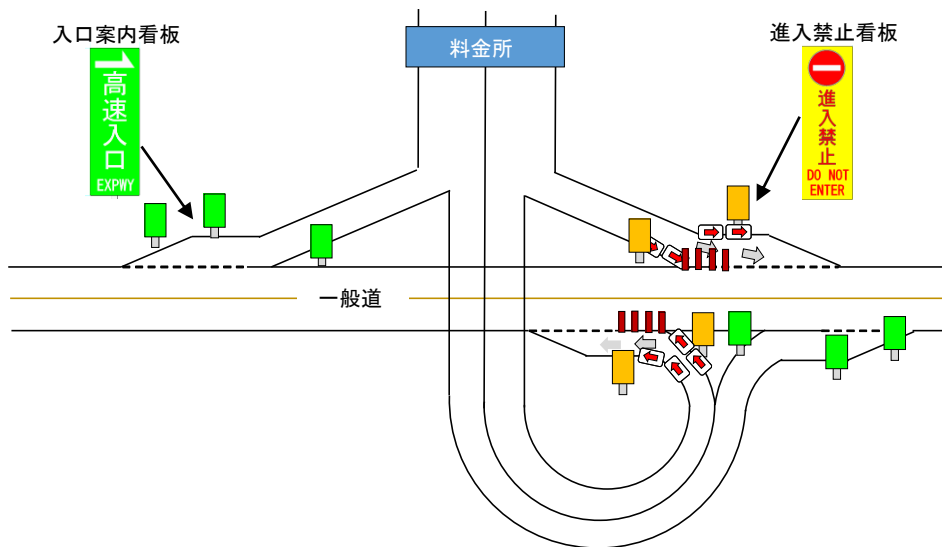 入口案内看板
高速入口
EXPWY
料金所
進入禁止看板
進入禁止
DO NOT
ENTER
一般道